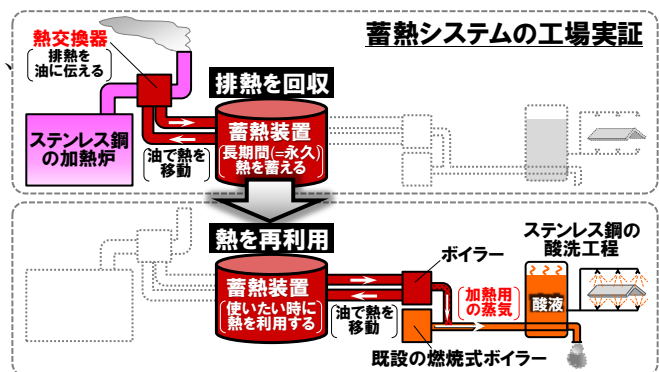 蓄熱システムの工場実証
熱交換器
排熱を
油に伝える
、
排熱を回収
ステンレス鋼
の加熱炉
油で熱を
移動
蓄熱装置
長期間(=永久)
熱を蓄える
熱を再利用
蓄熱装置
使いたい時に
熱を利用する
油で熱を
移動
ボイラー
加熱用
の蒸気
既設の燃焼式ボイラー
ステンレス鋼の
酸洗工程
酸液